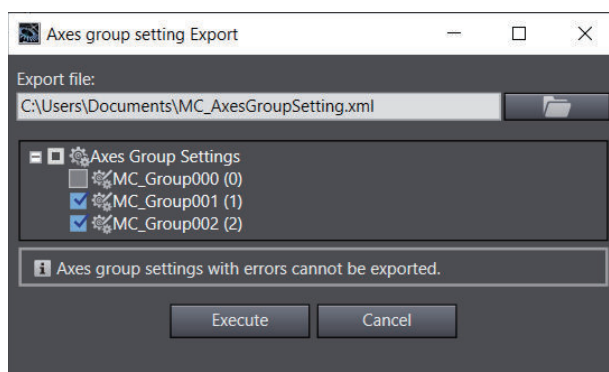 Axes group setting Export
Export file:
C:\Users\Documents\MC_AxesGroupSetting.xml
Axes Group Settings
MC_Group000 (0)
MC_Group001 (1)
MC_Group002 (2)
Axes group settings with errors cannot be exported.
Execute Cancel